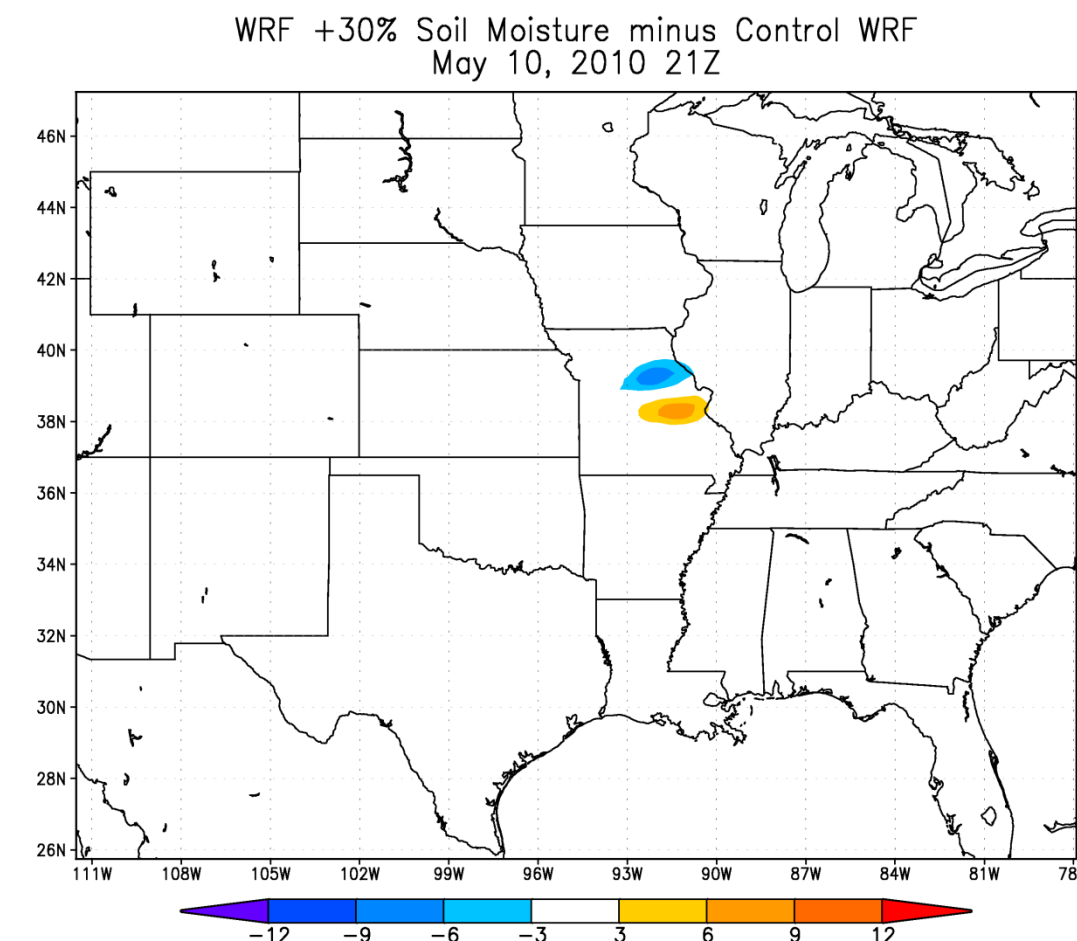 WRF +30% Soil Moisture minus Control WRF
May 10, 2010 21Z
46N
44N
42N
40N
38N
36N
34N
32N
30N
28N
26N
111W 108W 105W 102W 99W 96W 93W 90W 87W 84W 81W 78
−12 −9 −6 −3 3 6 9 12